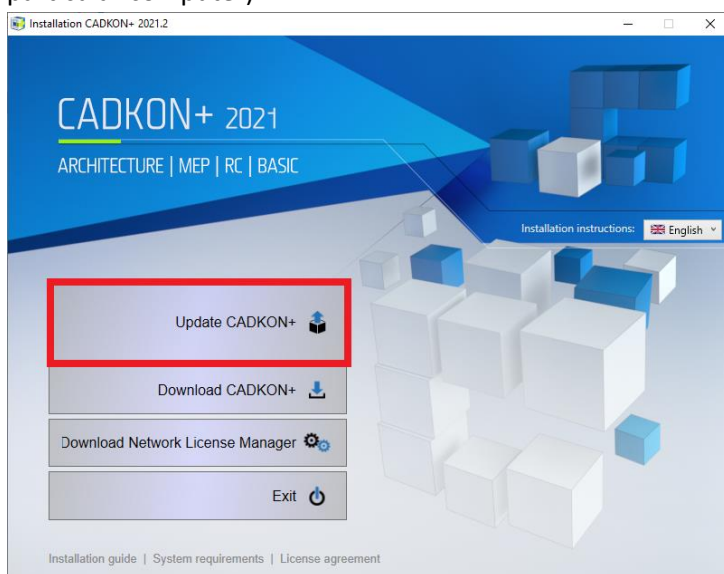 Installation CADKON+ 2021.2
CADKON+ 2021
ARCHITECTURE | MEP | RC | BASIC
Installation instructions: English
Update CADKON+
Download CADKON+
Download Network License Manager
Exit
Installation guide | System requirements | License agreement